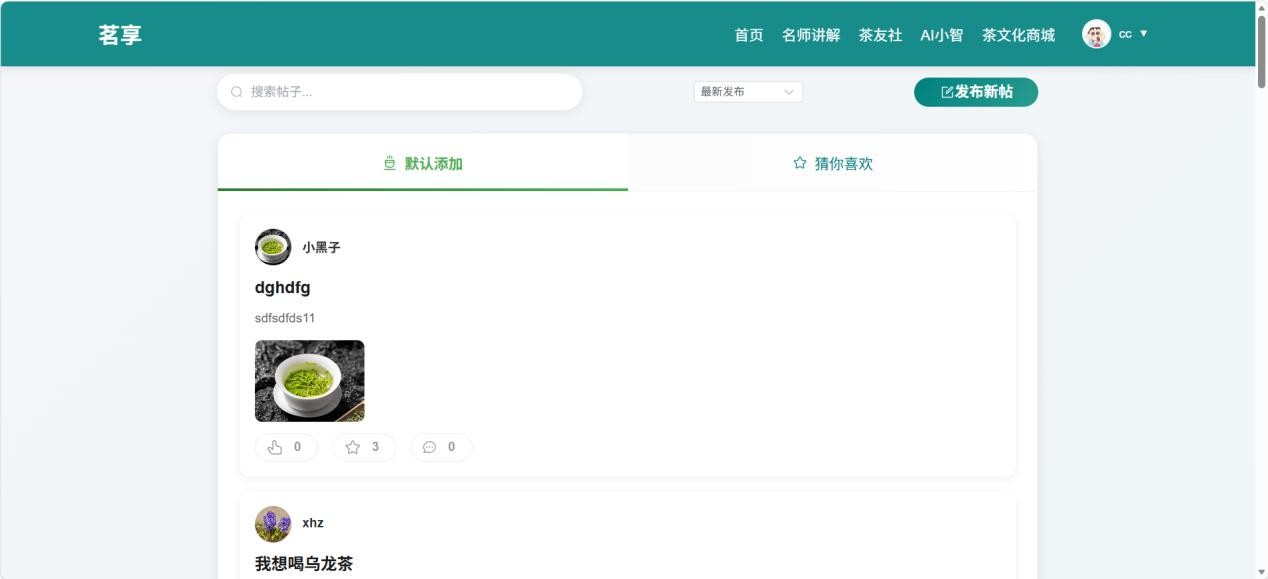 茗享 首页 名师讲解 茶友社 AI小智 茶文化商城 cc ▼
搜索帖子... 最新发布 发布新帖
默认添加 猜你喜欢
小黑子
dghdfg
sdfsdfds11
0 3 0
xhz
我想喝乌龙茶